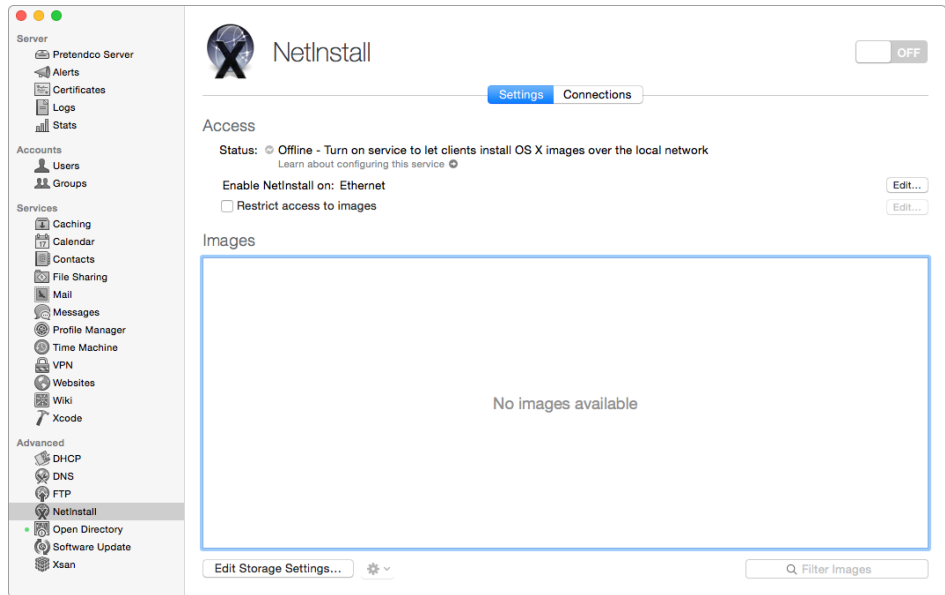 Server
Pretendco Server
Alerts
Certificates
Logs
Stats
Accounts
Users
Groups
Services
Caching
Calendar
Contacts
File Sharing
Mail
Messages
Profile Manager
Time Machine
VPN
Websites
Wiki
Xcode
Advanced
DHCP
DNS
FTP
NetInstall
Open Directory
Software Update
Xsan
NetInstall
OFF
Settings Connections
Access
Status: Offline - Turn on service to let clients install OS X images over the local network
Learn about configuring this service
Enable NetInstall on: Ethernet Edit...
Restrict access to images Edit...
Images
No images available
Edit Storage Settings... Filter Images